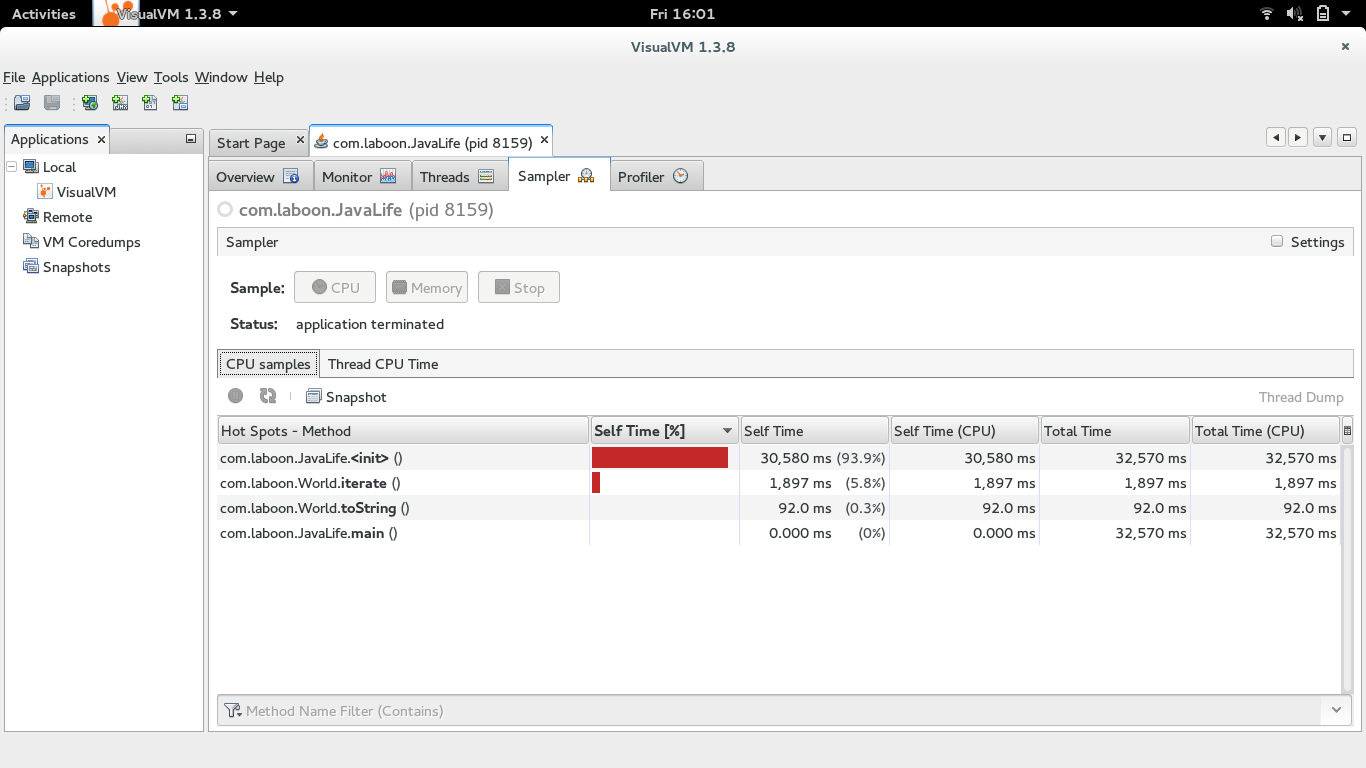 Activities VisualVM 1.3.8 Fri 16:01
VisualVM 1.3.8 ×
File Applications View Tools Window Help
Applications ×
Local
VisualVM
Remote
VM Coredumps
Snapshots
Start Page × com.laboon.JavaLife (pid 8159) ×
Overview Monitor Threads Sampler Profiler
com.laboon.JavaLife (pid 8159)
Sampler Settings
Sample: CPU Memory Stop
Status: application terminated
CPU samples Thread CPU Time
Snapshot Thread Dump
Hot Spots - Method Self Time [%] Self Time Self Time (CPU) Total Time Total Time (CPU)
com.laboon.JavaLife.<init> () 30,580 ms (93.9%) 30,580 ms 32,570 ms 32,570 ms
com.laboon.World.iterate () 1,897 ms (5.8%) 1,897 ms 1,897 ms 1,897 ms
com.laboon.World.toString () 92.0 ms (0.3%) 92.0 ms 92.0 ms 92.0 ms
com.laboon.JavaLife.main () 0.000 ms (0%) 0.000 ms 32,570 ms 32,570 ms
Method Name Filter (Contains)